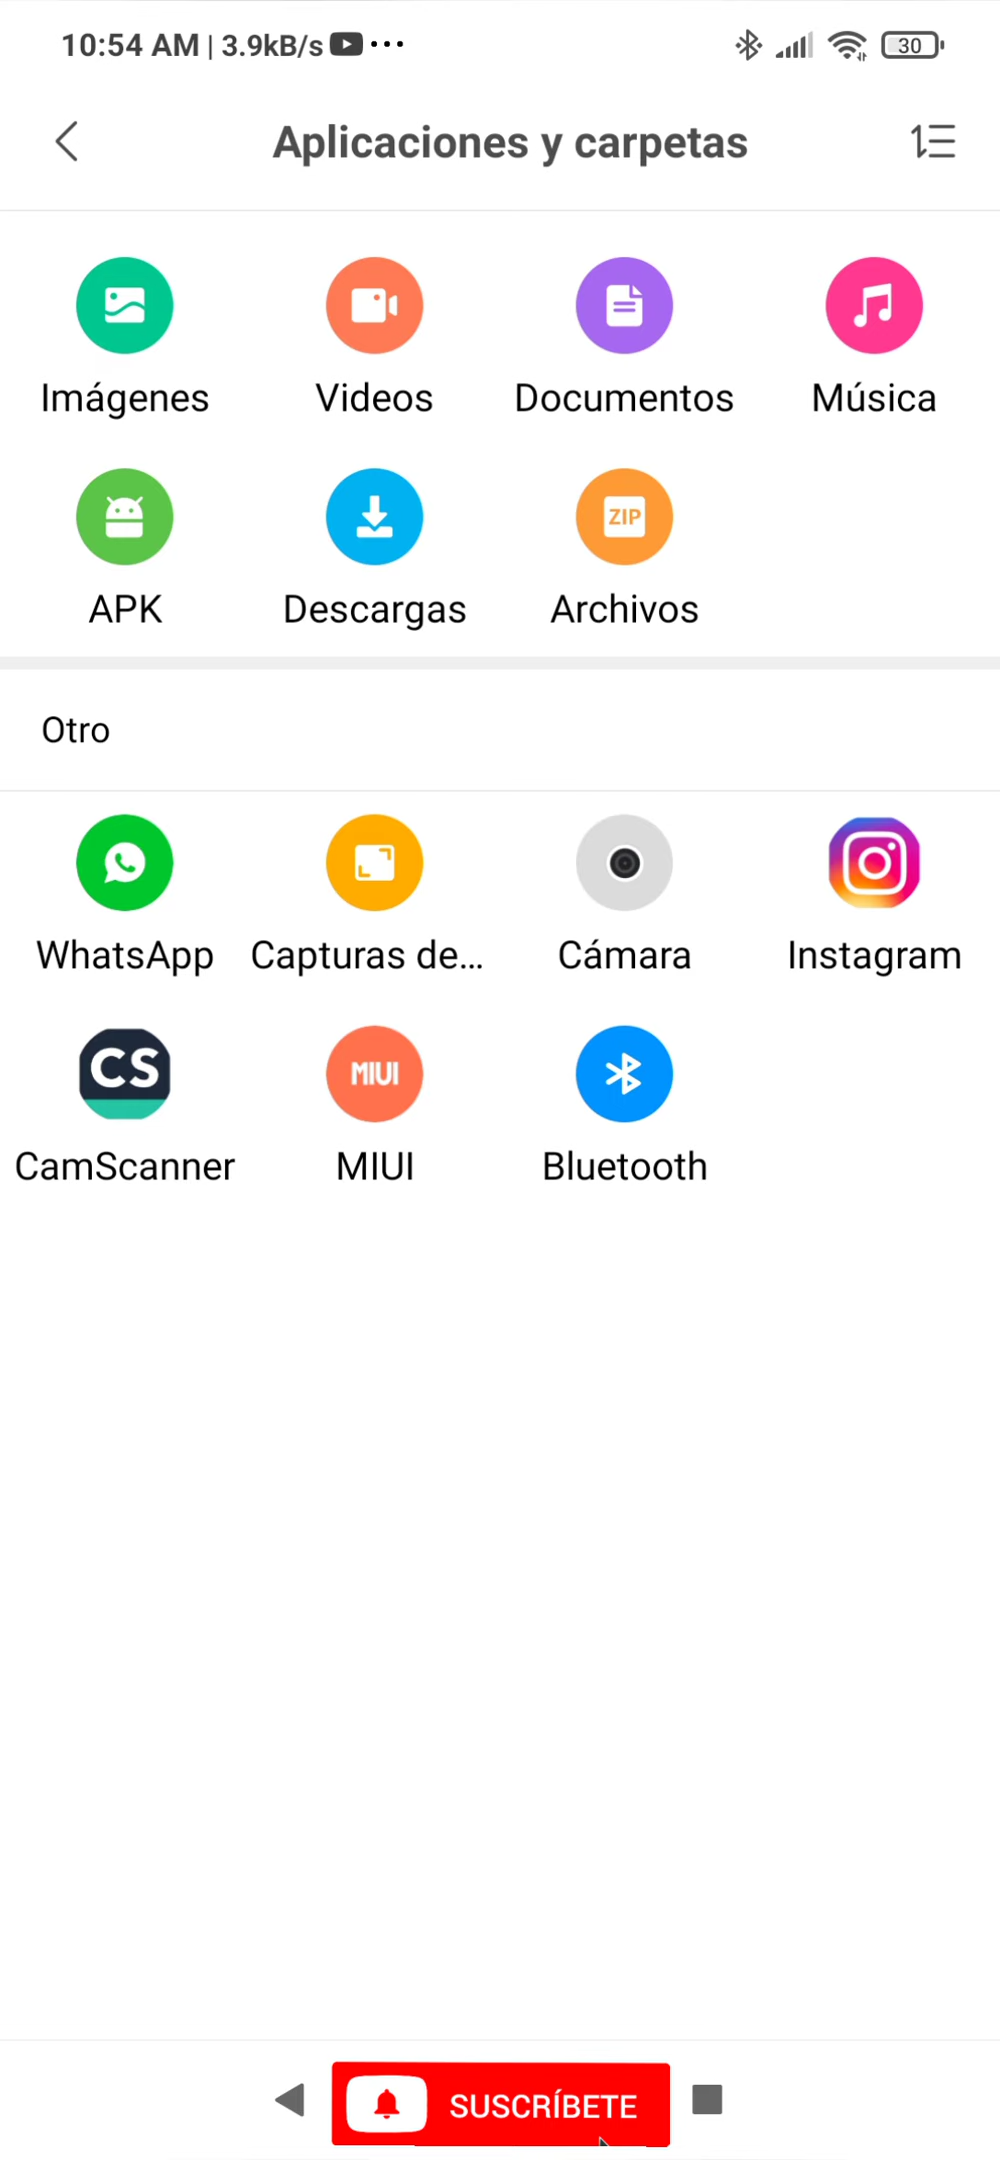 10:54 AM | 3.9kB/s ... 30
Aplicaciones y carpetas
Imágenes Videos Documentos Música
ZIP
APK Descargas Archivos
Otro
WhatsApp Capturas de... Cámara Instagram
CS MIUI
CamScanner MIUI Bluetooth
SUSCRÍBETE